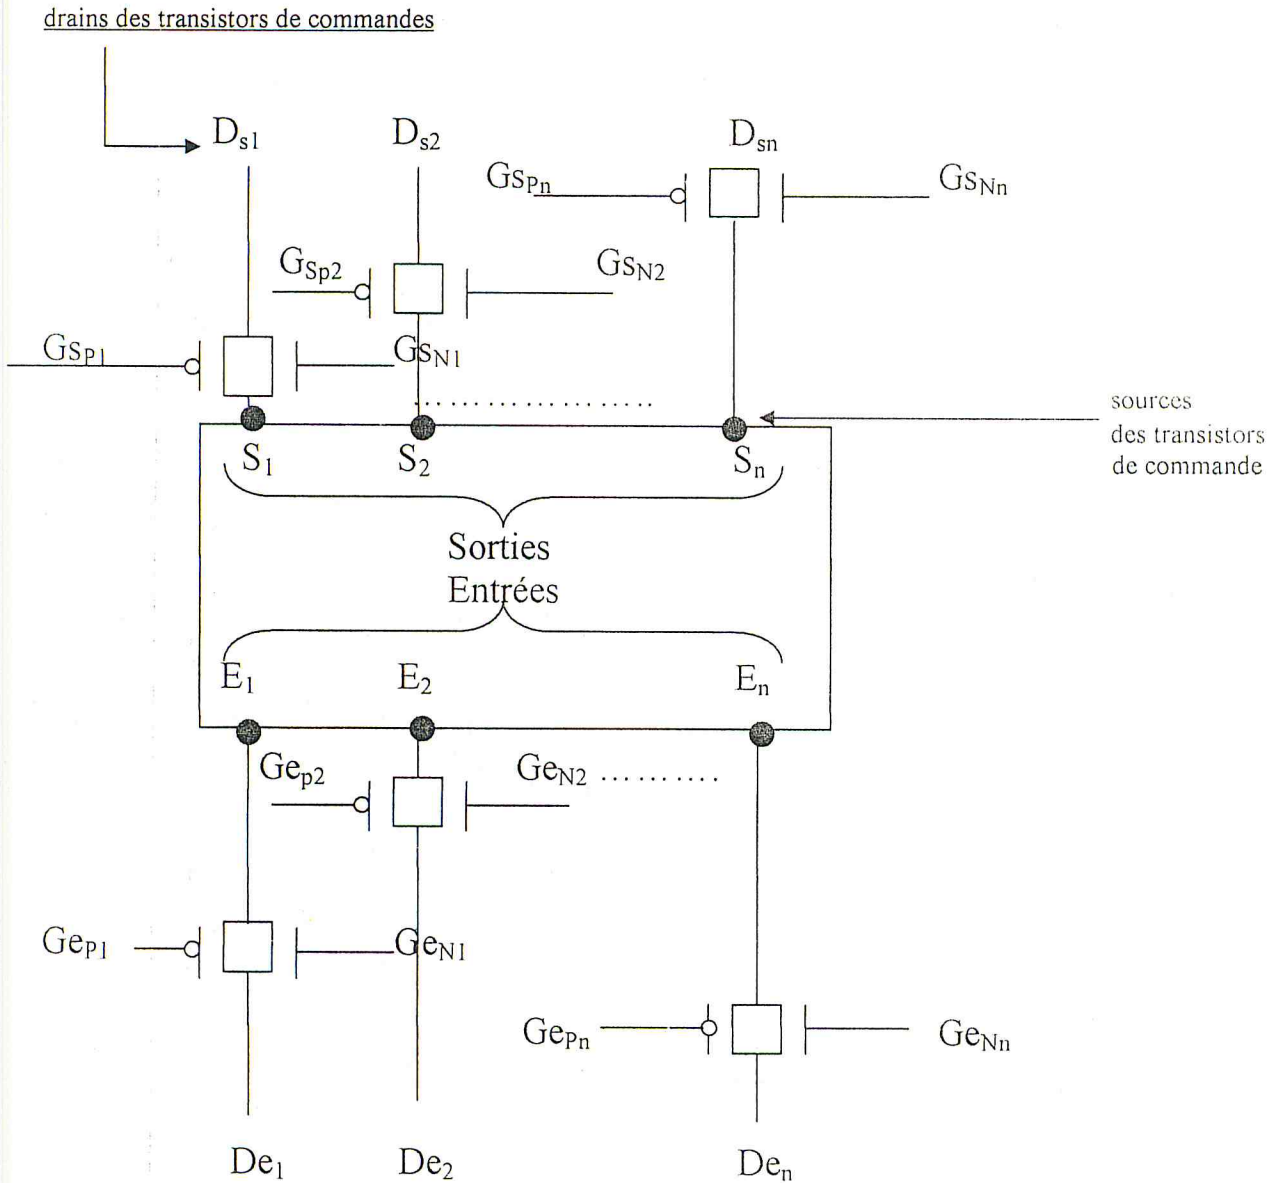 drains des transistors de commandes
Ds1 Ds2 Dsn
GsPn GsNn
GSp2 GsN2
GsP1 GsN1
..................
sources
des transistors
de commande
S1 S2 Sn
Sorties
Entrées
E1 E2 En
Gep2 GeN2 ..........
GeP1 GeN1
GePn GeNn
De1 De2 Den